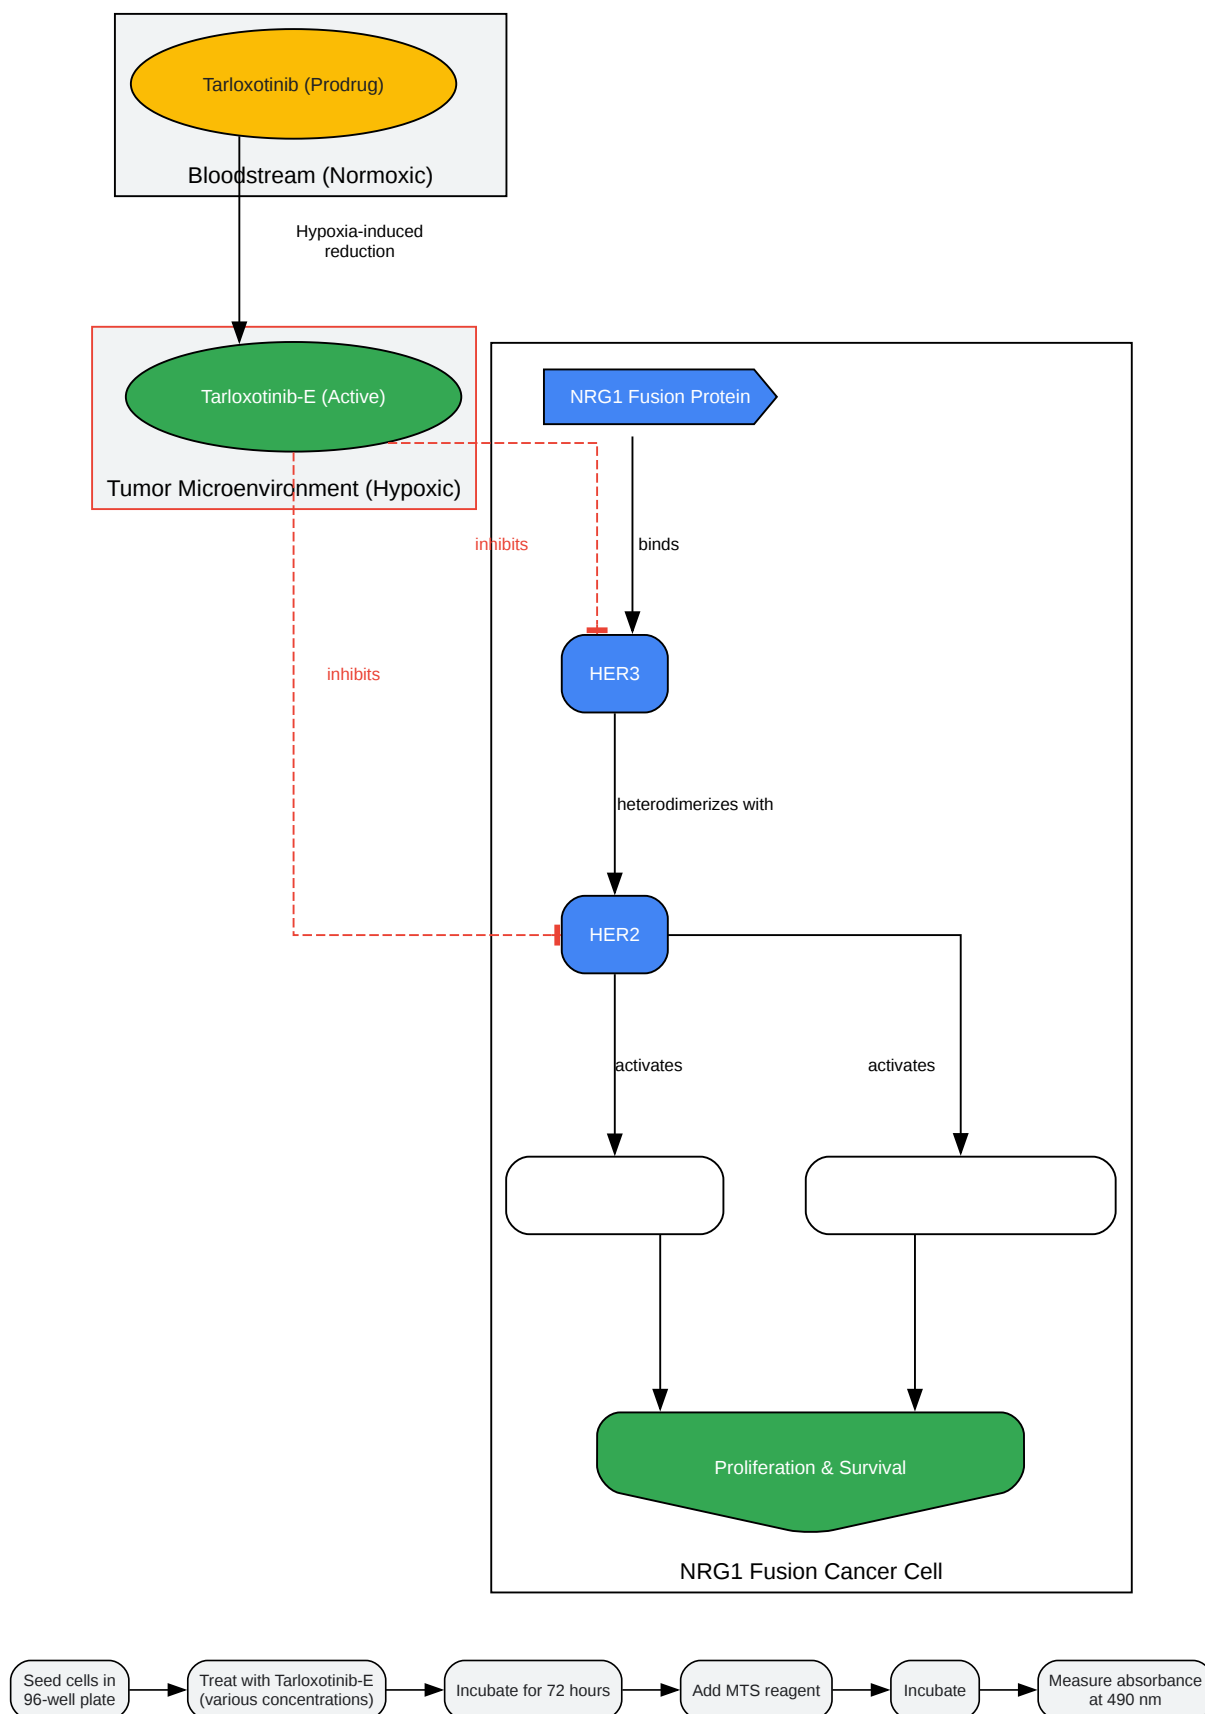 Tarloxotinib (Prodrug)
Bloodstream (Normoxic)
Hypoxia-induced
reduction
Tarloxotinib-E (Active)
Tumor Microenvironment (Hypoxic)
NRG1 Fusion Protein
inhibits
binds
HER3
inhibits
heterodimerizes with
HER2
activates
activates
Proliferation & Survival
NRG1 Fusion Cancer Cell
Seed cells in
96-well plate
Treat with Tarloxotinib-E
(various concentrations)
Incubate for 72 hours
Add MTS reagent
Incubate
Measure absorbance
at 490 nm